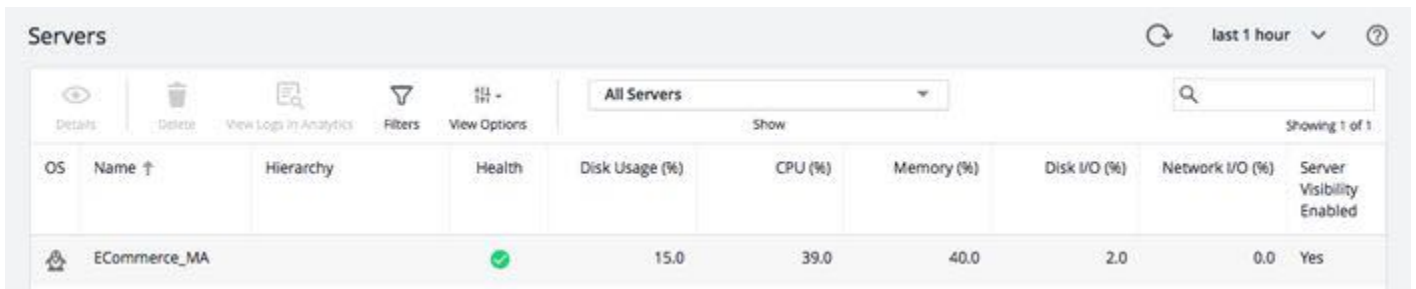 Servers
last 1 hour
All Servers
Details
Delete
View Logs in Analytics
Filters
View Options
Show
Showing 1 of 1
OS
Name ↑
Hierarchy
Health
Disk Usage (%)
CPU (%)
Memory (%)
Disk I/O (%)
Network I/O (%)
Server
Visibility
Enabled
ECommerce_MA
15.0
39.0
40.0
2.0
0.0
Yes